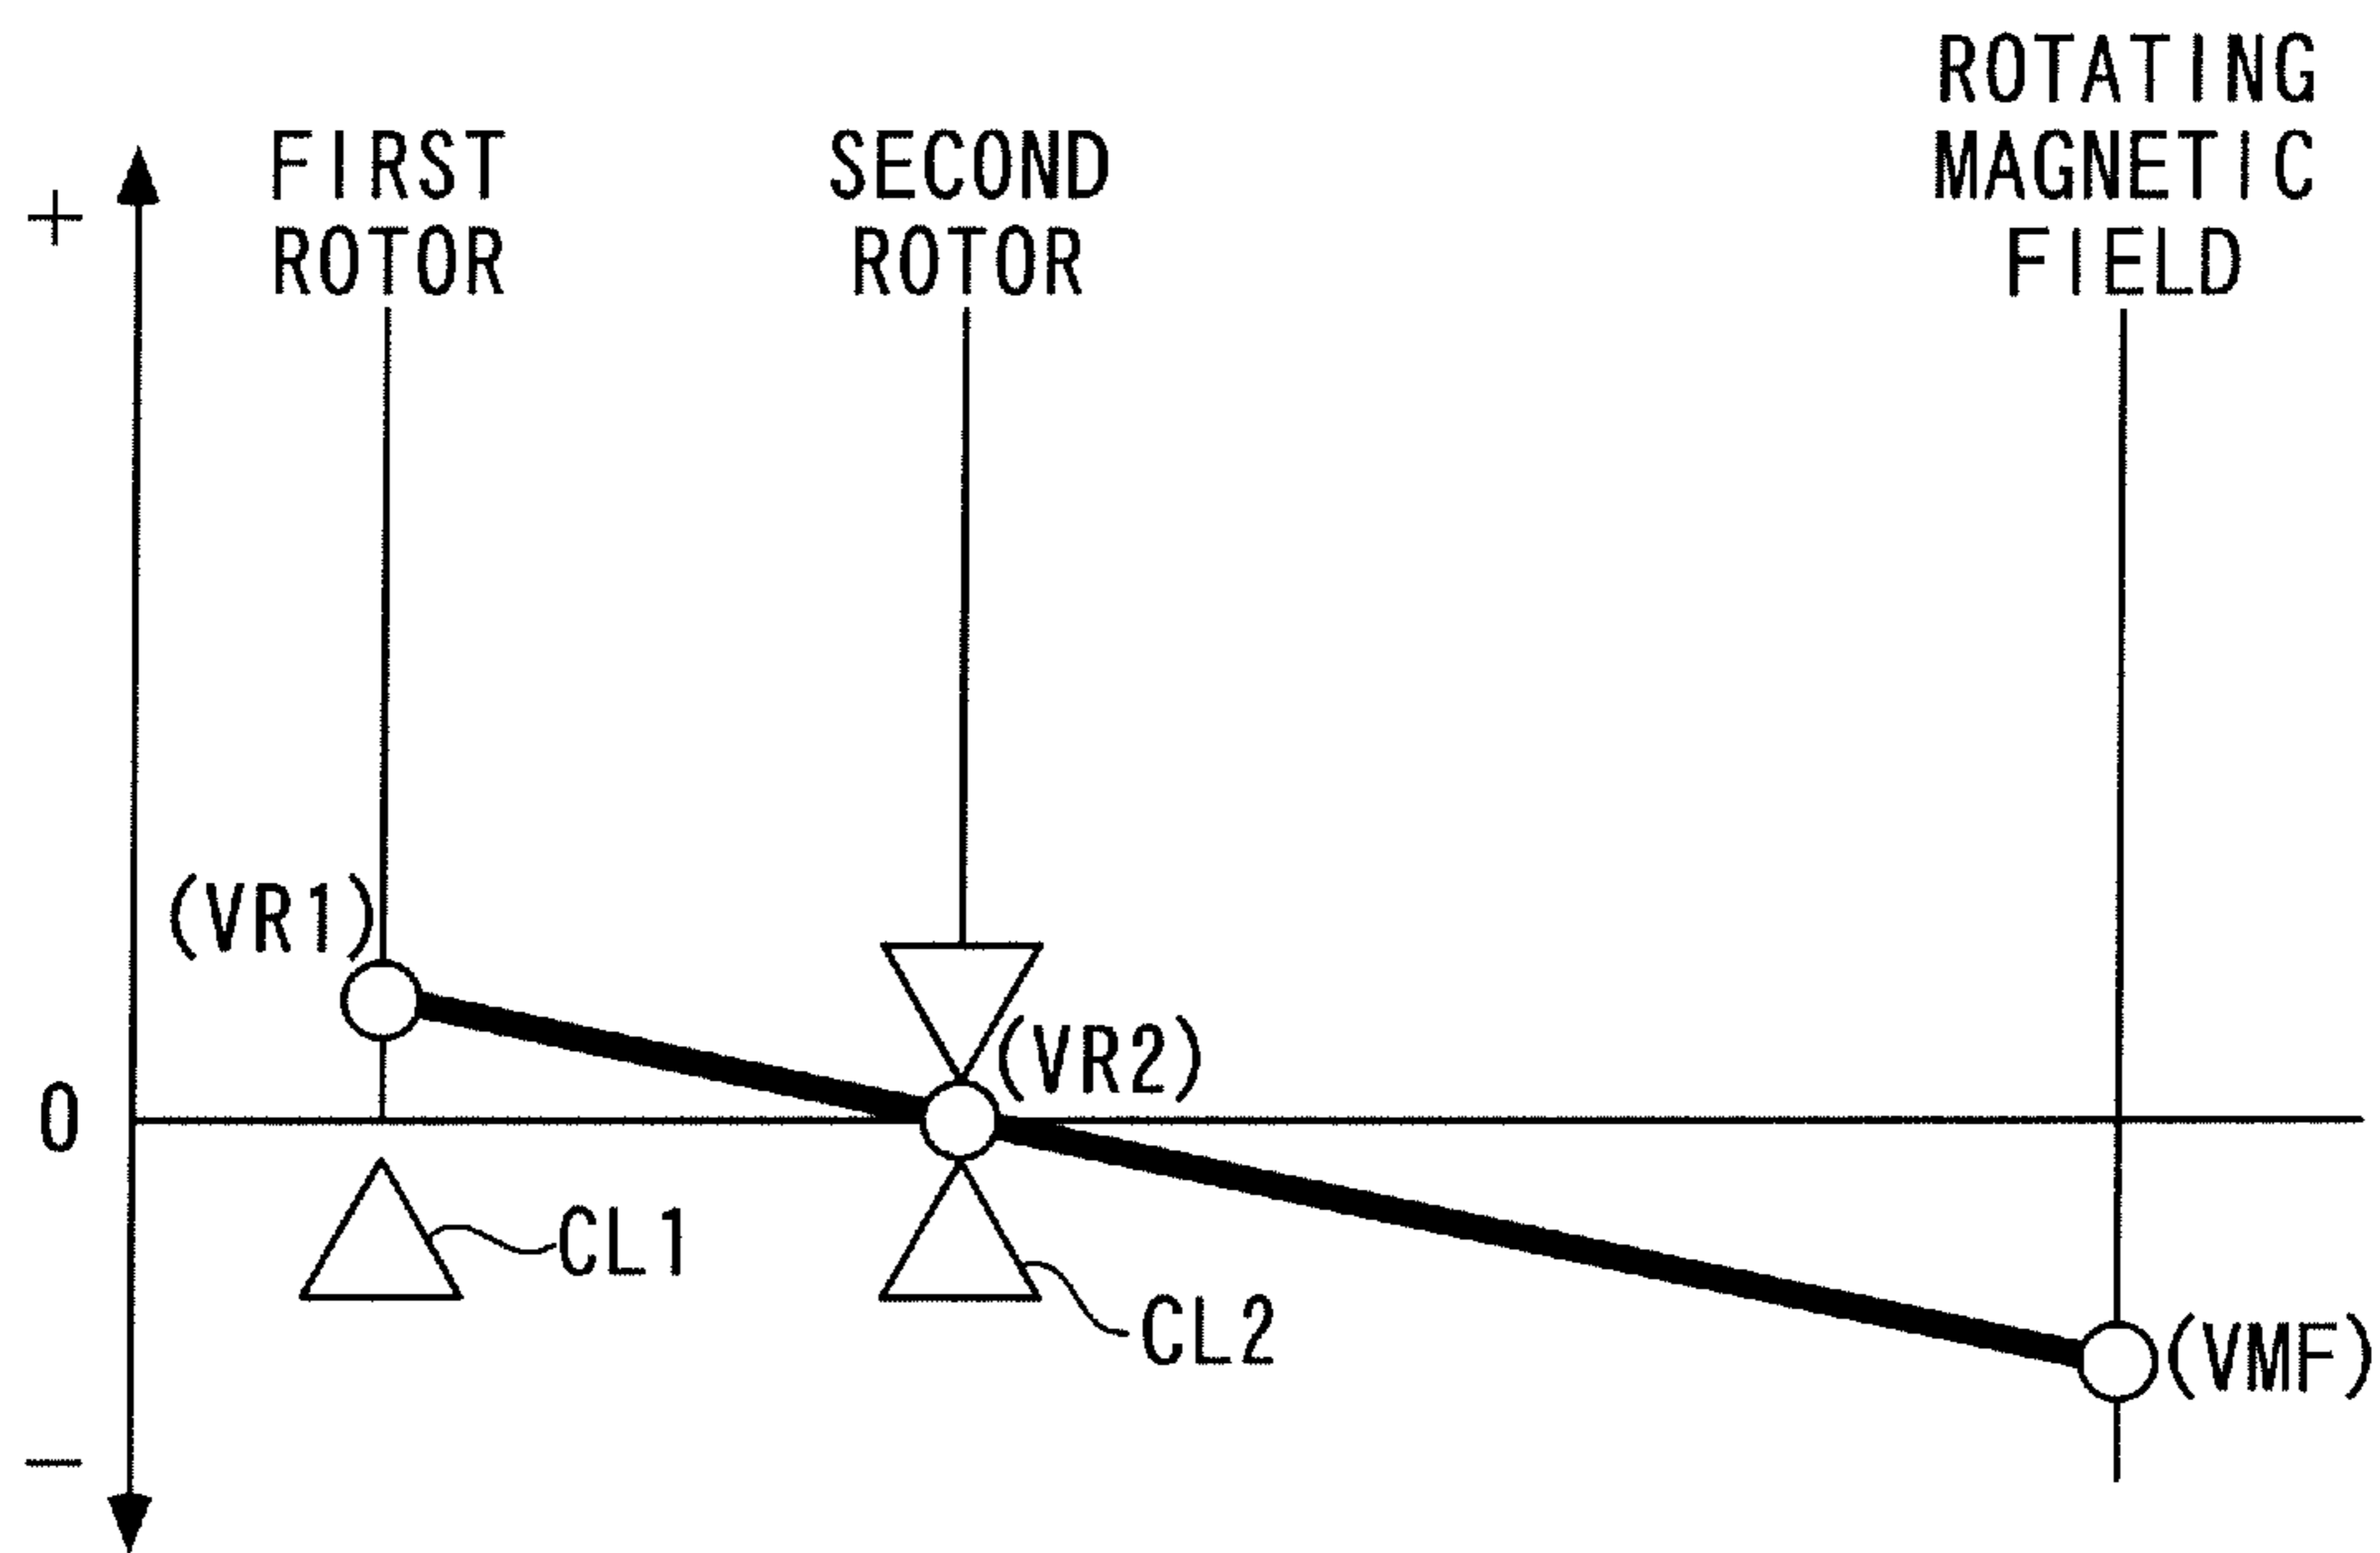 ROTATING
MAGNETIC
FIELD
FIRST
ROTOR
SECOND
ROTOR
+
(VR1)
(VR2)
0
CL1
CL2
(VMF)
−